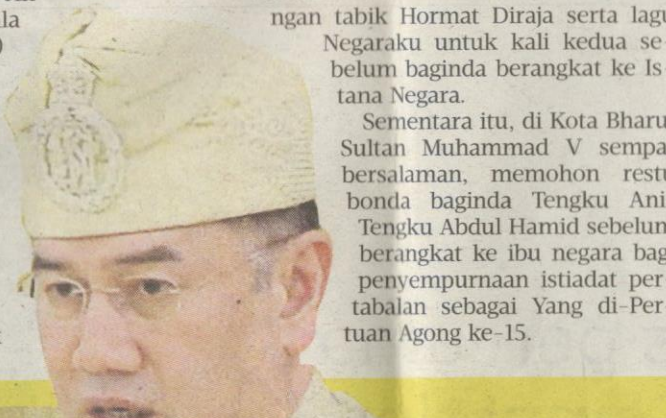 la
ngan tabik Hormat Diraja serta lagu
Negaraku untuk kali kedua se-
belum baginda berangkat ke Is-
tana Negara.
Sementara itu, di Kota Bharu
Sultan Muhammad V sempa
bersalaman, memohon restu
bonda baginda Tengku Ani
Tengku Abdul Hamid sebelum
berangkat ke ibu negara bag
penyempurnaan istiadat per-
tabalan sebagai Yang di-Per-
tuan Agong ke-15.